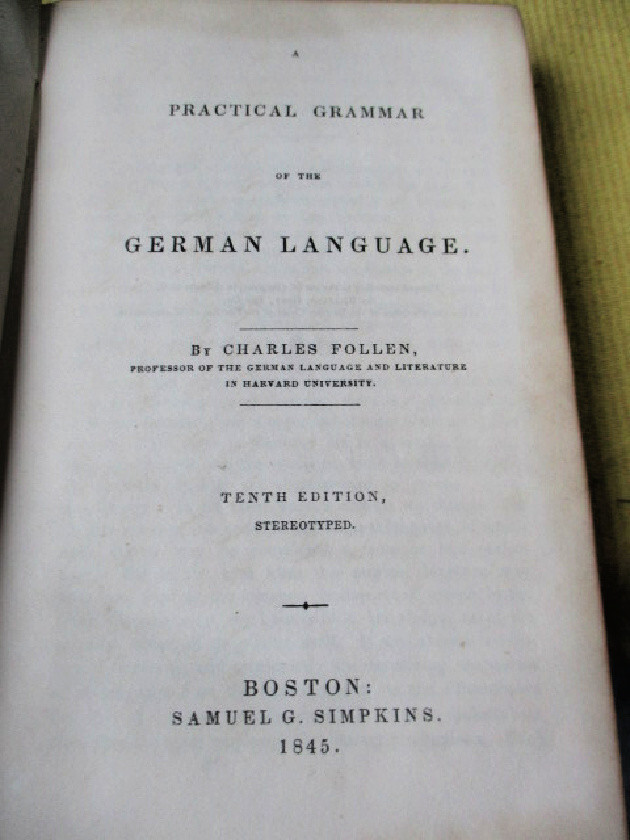 A
PRACTICAL GRAMMAR
OF THE
GERMAN LANGUAGE.
BY CHARLES FOLLEN,
PROFESSOR OF THE GERMAN LANGUAGE AND LITERATURE
IN HARVARD UNIVERSITY.
TENTH EDITION,
STEREOTYPED.
BOSTON:
SAMUEL G. SIMPKINS.
1845.